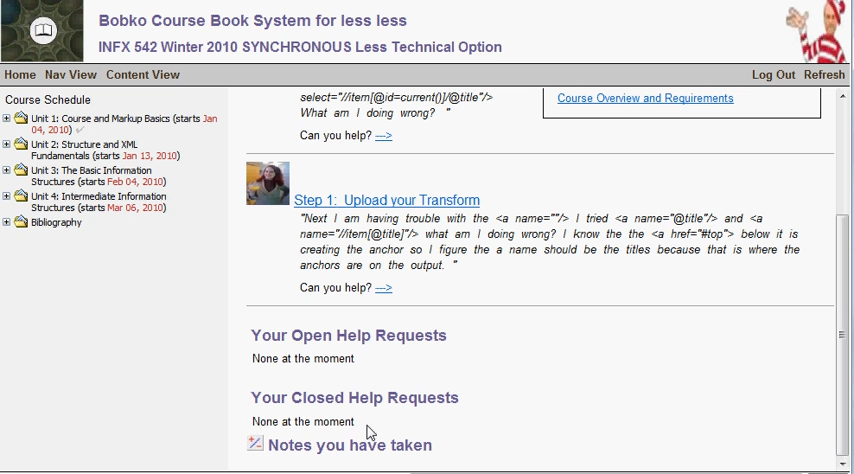 Bobko Course Book System for less less
INFX 542 Winter 2010 SYNCHRONOUS Less Technical Option
Home Nav View Content View
Log Out Refresh
Course Schedule
Unit 1: Course and Markup Basics (starts Jan
04, 2010)
Unit 2: Structure and XML
Fundamentals (starts Jan 13, 2010)
Unit 3: The Basic Information
Structures (starts Feb 04, 2010)
Unit 4: Intermediate Information
Structures (starts Mar 06, 2010)
Bibliography
select="//item[@id=current()]/@title"/>
What am I doing wrong? "
Can you help? --->
Course Overview and Requirements
Step 1: Upload your Transform
"Next I am having trouble with the <a name=""/> I tried <a name="@title"/> and <a
name="//item[@title]"/> what am I doing wrong? I know the the <a href="#top"> below it is
creating the anchor so I figure the a name should be the titles because that is where the
anchors are on the output. "
Can you help? --->
Your Open Help Requests
None at the moment
Your Closed Help Requests
None at the moment
Notes you have taken